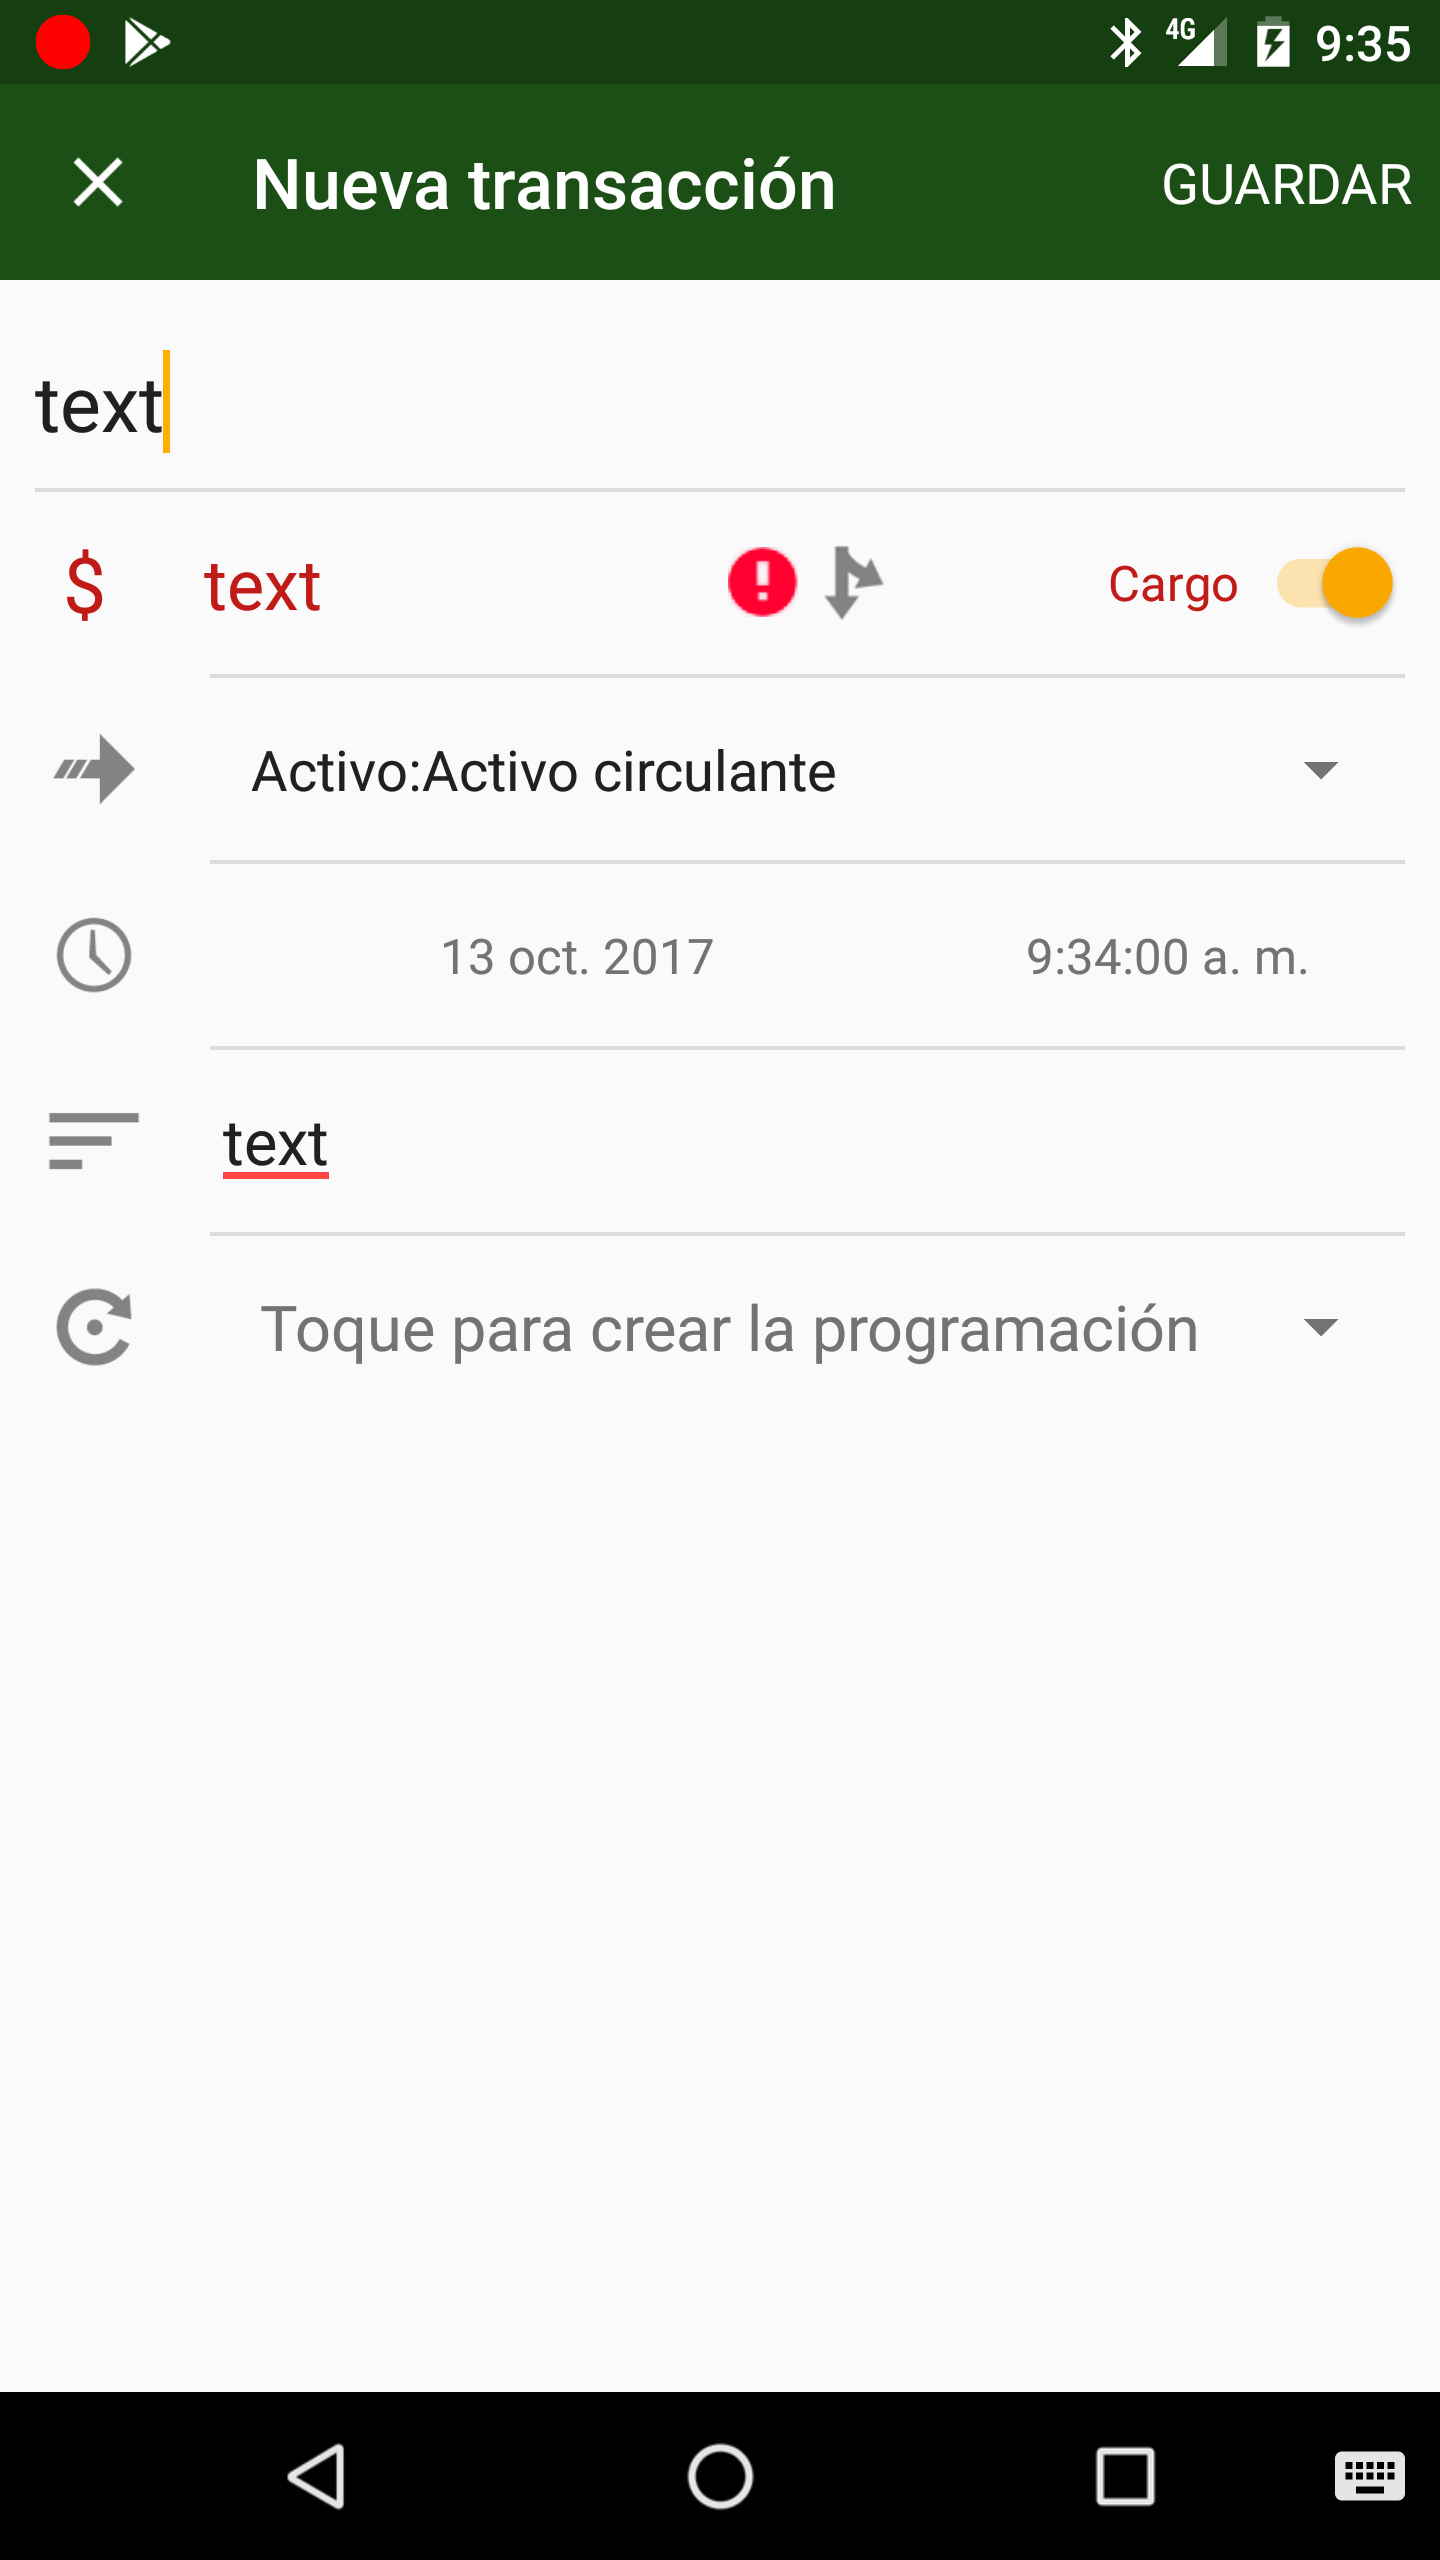 4G 9:35
Nueva transacción GUARDAR
text
$ text Cargo
Activo:Activo circulante
13 oct. 2017 9:34:00 a. m.
text
Toque para crear la programación